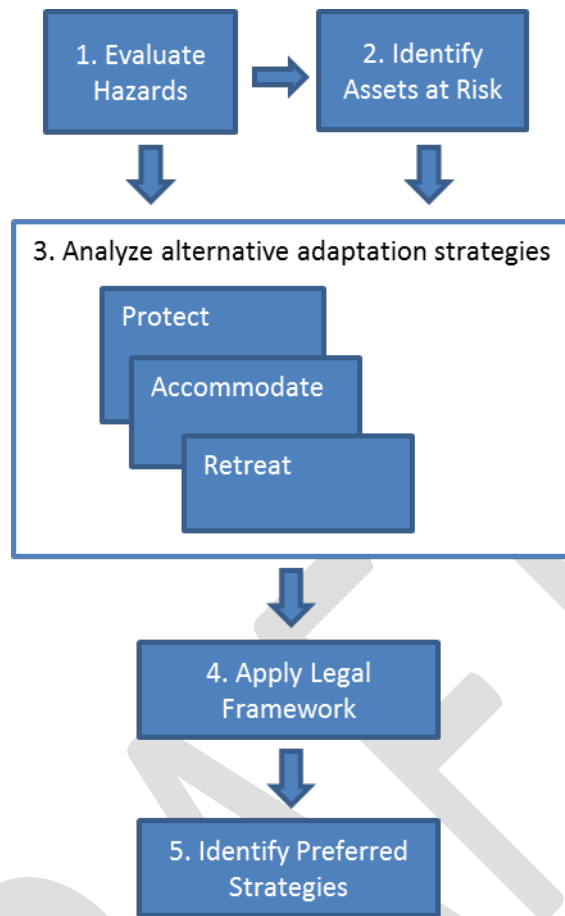 1. Evaluate
Hazards
2. Identify
Assets at Risk
3. Analyze alternative adaptation strategies
Protect
Accommodate
Retreat
4. Apply Legal
Framework
5. Identify Preferred
Strategies